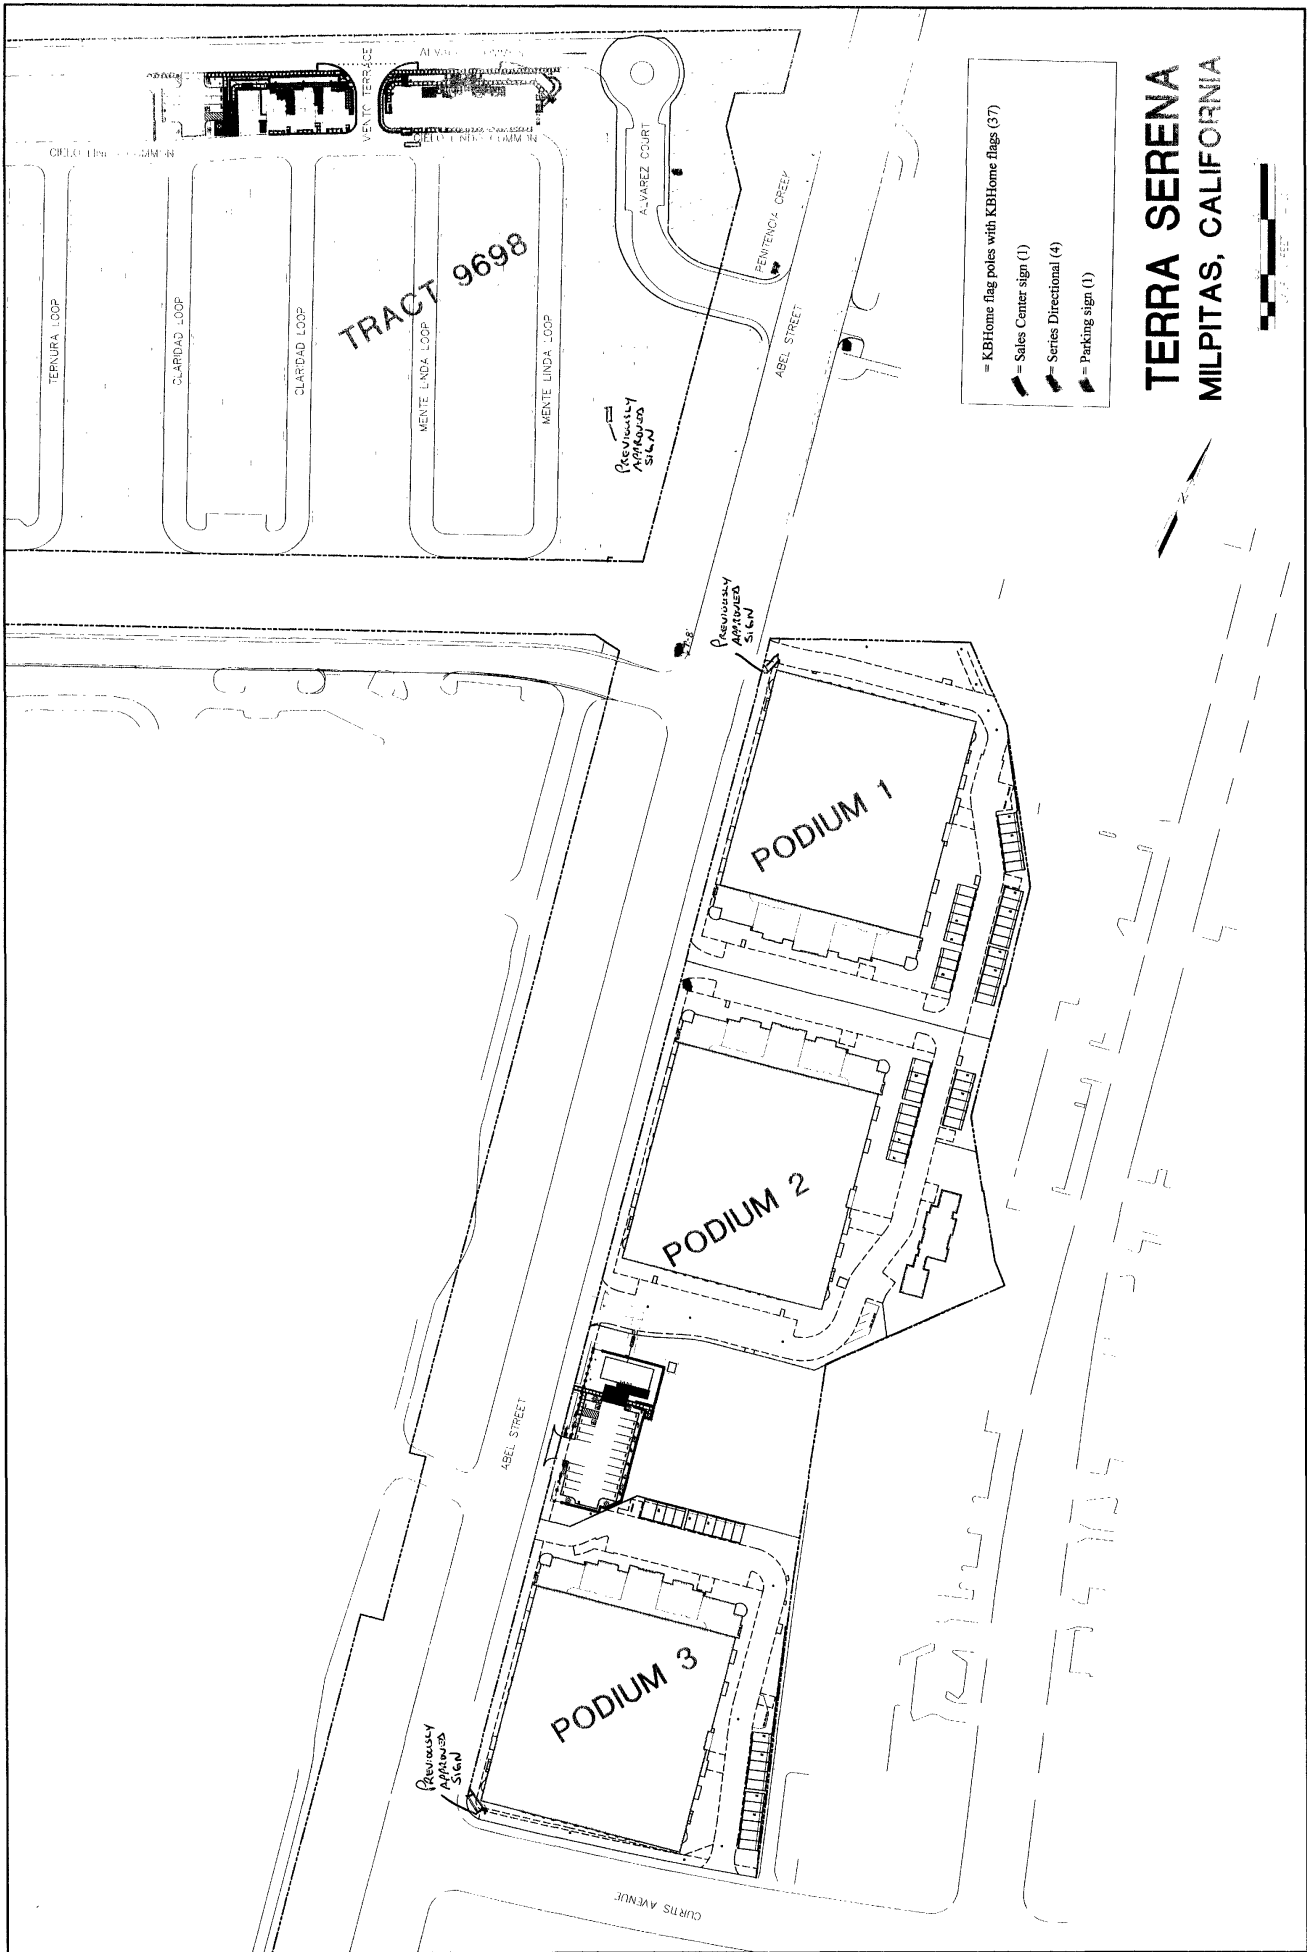 TERRA SERENA
MILPITAS, CALIFORNIA
= KBHome flag poles with KBHome flags (37)
= Sales Center sign (1)
= Series Directional (4)
= Parking sign (1)
VENTO TERRACE
TERNURA LOOP
CLARIDAD LOOP
CLARIDAD LOOP
MENTE LINDA LOOP
MENTE LINDA LOOP
TRACT 9698
ALVAREZ COURT
PENITENCIA CREEK
ABEL STREET
PREVIOUSLY
APPROVED
SIGN
PREVIOUSLY
APPROVED
SIGN
PODIUM 1
PODIUM 2
ABEL STREET
PODIUM 3
PREVIOUSLY
APPROVED
SIGN
CURTIS AVENUE